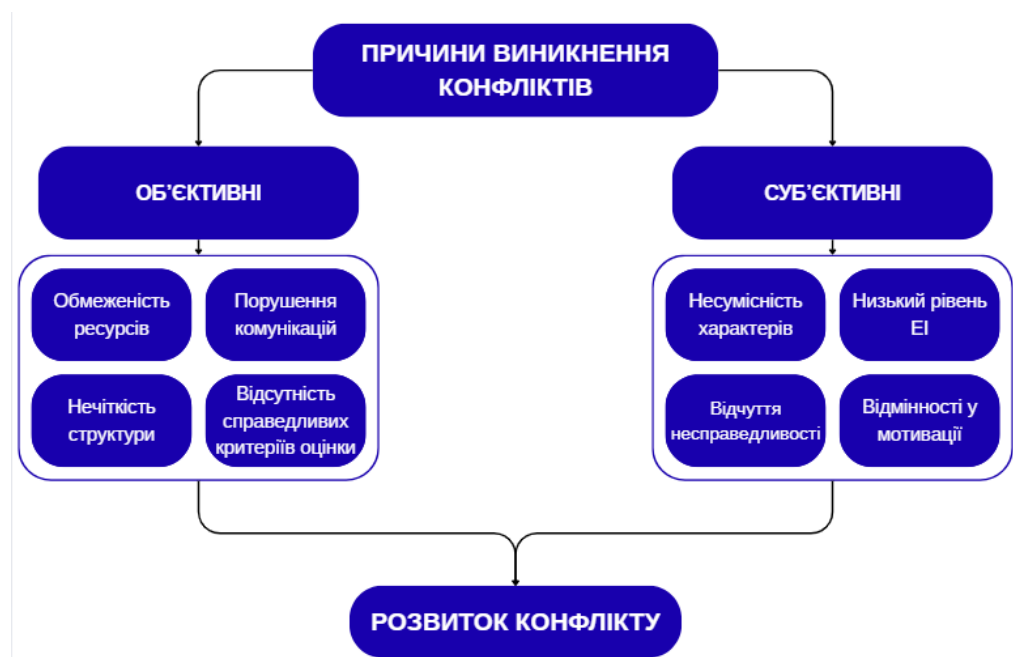 ПРИЧИНИ ВИНИКНЕННЯ
КОНФЛІКТІВ
ОБ’ЄКТИВНІ
СУБ’ЄКТИВНІ
Обмеженість
ресурсів
Порушення
комунікацій
Нечіткість
структури
Відсутність
справедливих
критеріїв оцінки
Несумісність
характерів
Низький рівень
ЕІ
Відчуття
несправедливості
Відмінності у
мотивації
РОЗВИТОК КОНФЛІКТУ